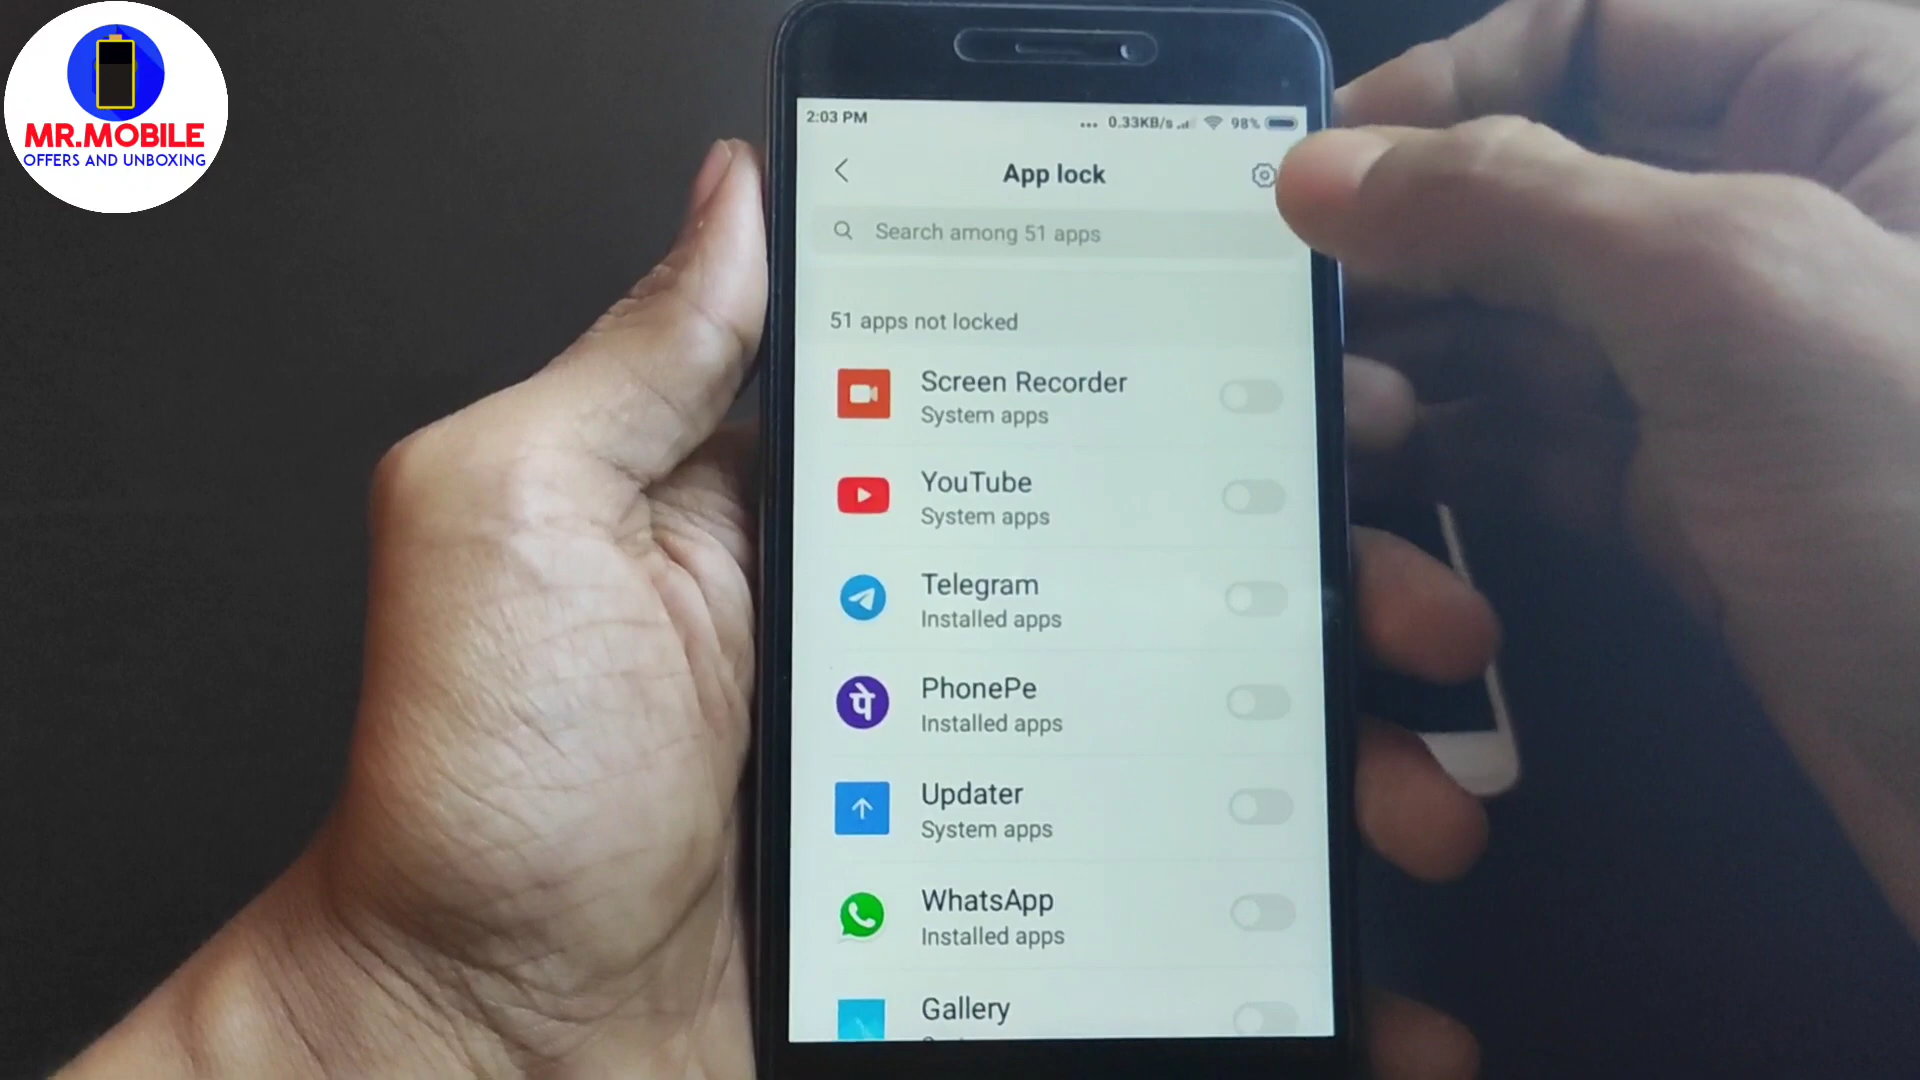 MR.MOBILE
OFFERS AND UNBOXING
2:03 PM
... 0.33KB/s 98%
App lock
Search among 51 apps
51 apps not locked
Screen Recorder
System apps
YouTube
System apps
Telegram
Installed apps
पे
PhonePe
Installed apps
Updater
System apps
WhatsApp
Installed apps
Gallery